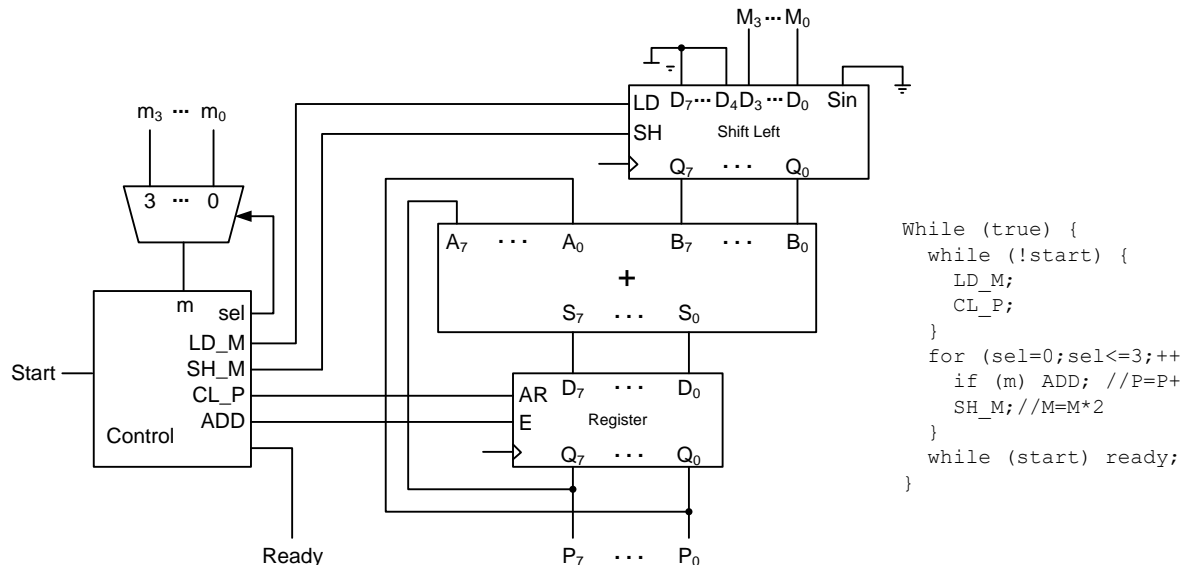 M3 ··· M0
LD D7 ··· D4 D3 ··· D0 Sin
SH Shift Left
Q7 ··· Q0
m3 ··· m0
3 ··· 0
A7 ··· A0 B7 ··· B0
+
S7 ··· S0
m
sel
LD_M
SH_M
CL_P
ADD
Start
Control
Ready
AR D7 ··· D0
E Register
Q7 ··· Q0
P7 ··· P0
While (true) {
while (!start) {
LD_M;
CL_P;
}
for (sel=0;sel<=3;++
if (m) ADD; //P=P+
SH_M;//M=M*2
}
while (start) ready;
}